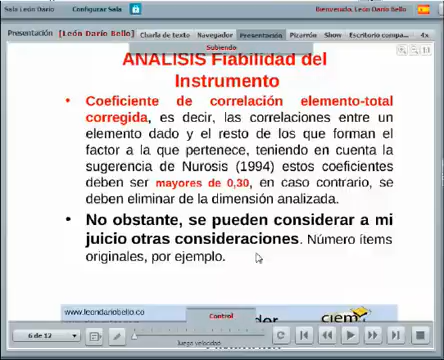 Sala León Darío
Configurar Sala
Bienvenido, León Darío Bello
Presentación
[León Darío Bello]
Charla de texto
Navegador
Presentación
Pizarrón
Show
Escritorio compa...
4x
Subiendo
ANALISIS Fiabilidad del
Instrumento
• Coeficiente de correlación elemento-total
corregida, es decir, las correlaciones entre un
elemento dado y el resto de los que forman el
factor a la que pertenece, teniendo en cuenta la
sugerencia de Nurosis (1994) estos coeficientes
deben ser mayores de 0,30, en caso contrario, se
deben eliminar de la dimensión analizada.
• No obstante, se pueden considerar a mi
juicio otras consideraciones. Número ítems
originales, por ejemplo.
www.leondariobello.co
Control
6 de 12
Juega velocidad: